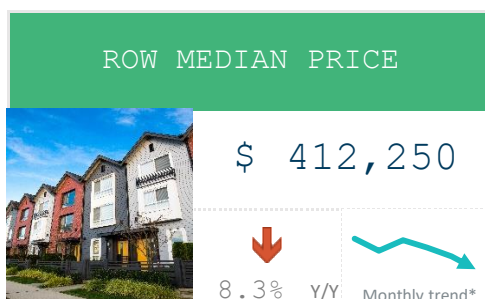 ROW MEDIAN PRICE
$ 412,250
8.3% Y/Y
Monthly trend*